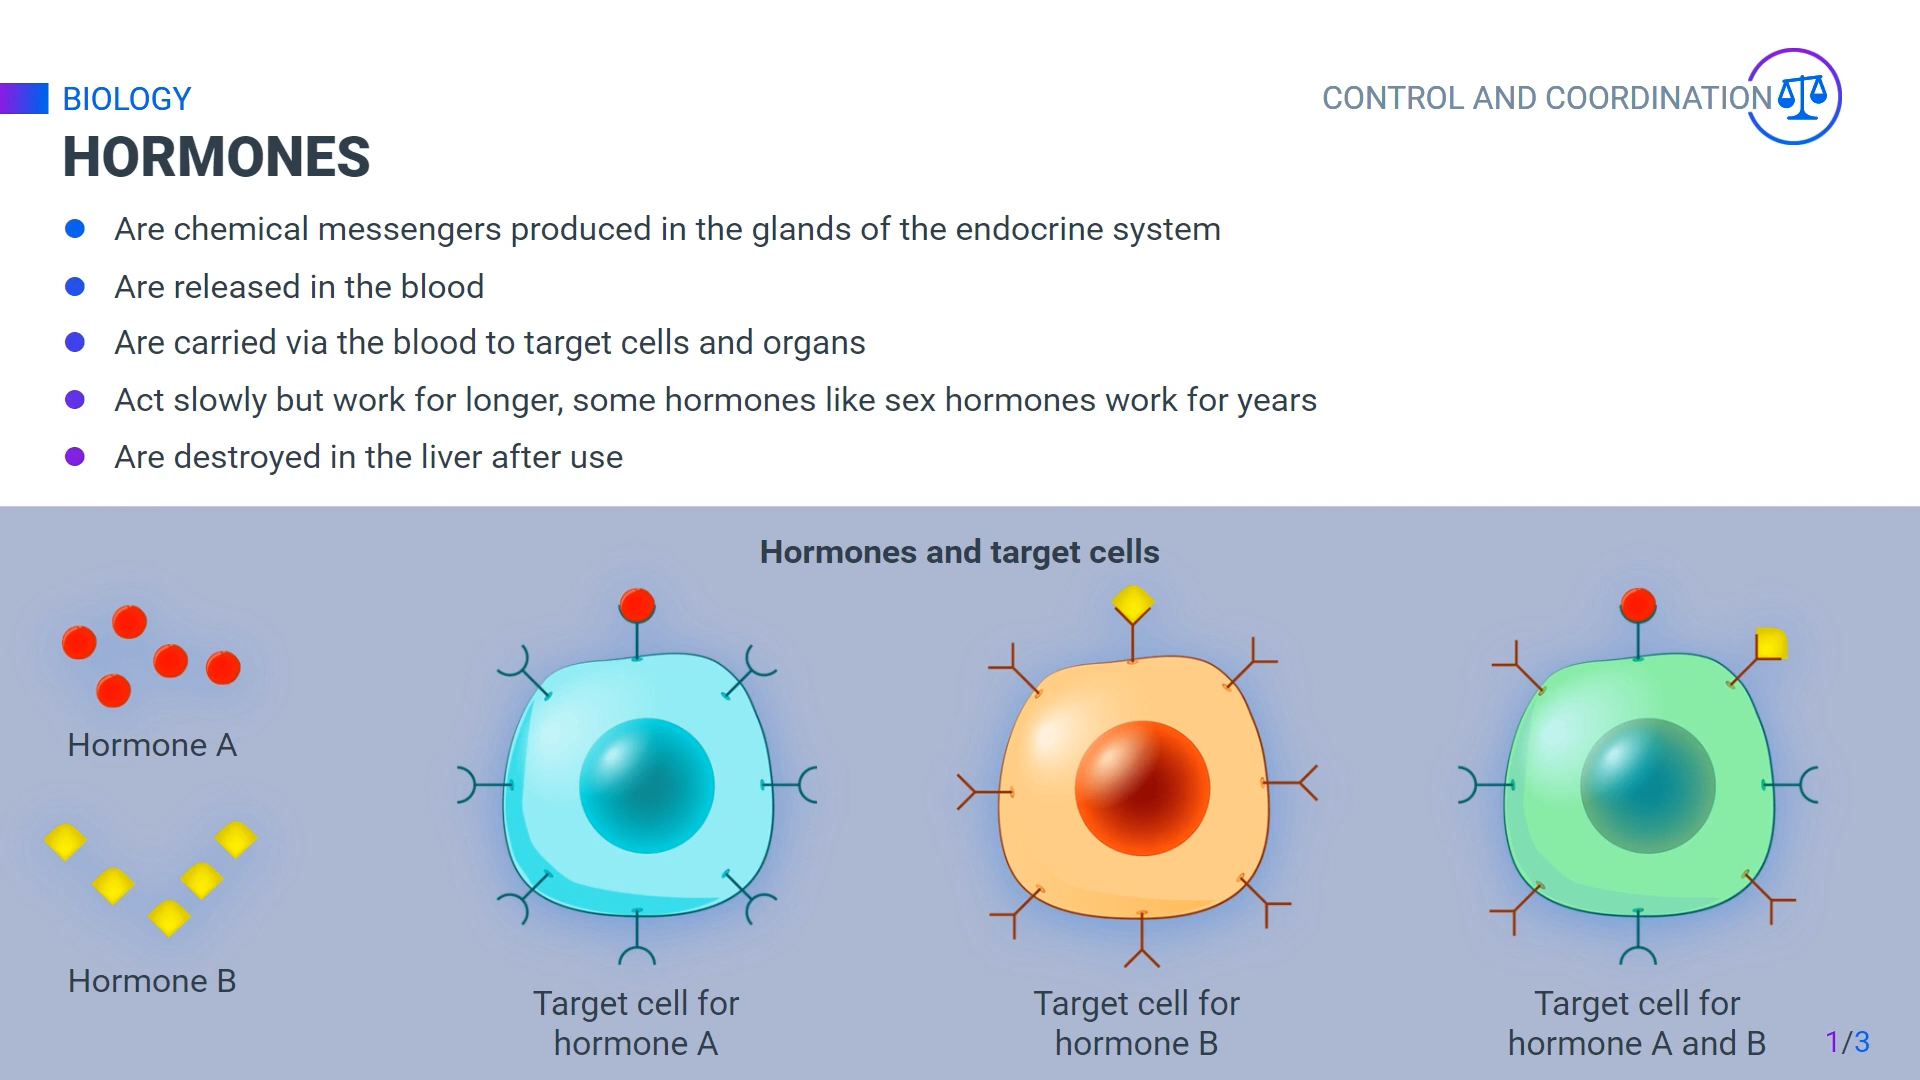 BIOLOGY
CONTROL AND COORDINATION
HORMONES
Are chemical messengers produced in the glands of the endocrine system
Are released in the blood
Are carried via the blood to target cells and organs
Act slowly but work for longer, some hormones like sex hormones work for years
Are destroyed in the liver after use
Hormones and target cells
Hormone A
Hormone B
Target cell for
hormone A
Target cell for
hormone B
Target cell for
hormone A and B
1/3